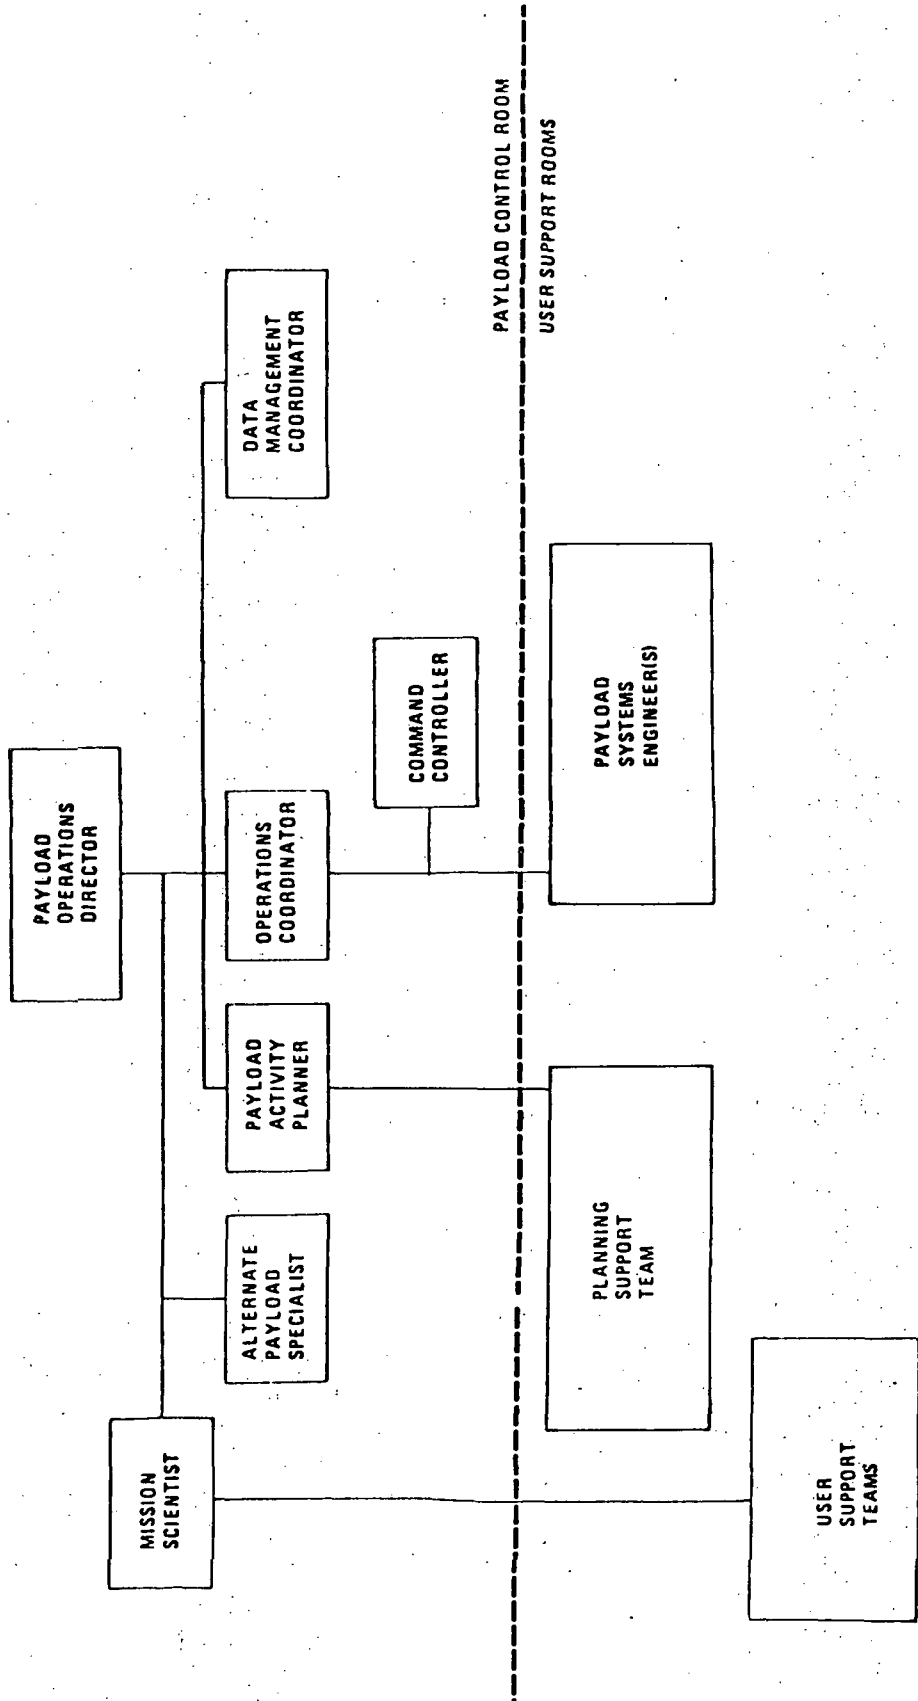 PAYLOAD
OPERATIONS
DIRECTOR
MISSION
SCIENTIST
ALTERNATE
PAYLOAD
SPECIALIST
PAYLOAD
ACTIVITY
PLANNER
OPERATIONS
COORDINATOR
DATA
MANAGEMENT
COORDINATOR
COMMAND
CONTROLLER
PAYLOAD CONTROL ROOM
USER SUPPORT ROOMS
PLANNING
SUPPORT
TEAM
PAYLOAD
SYSTEMS
ENGINEER(S)
USER
SUPPORT
TEAMS